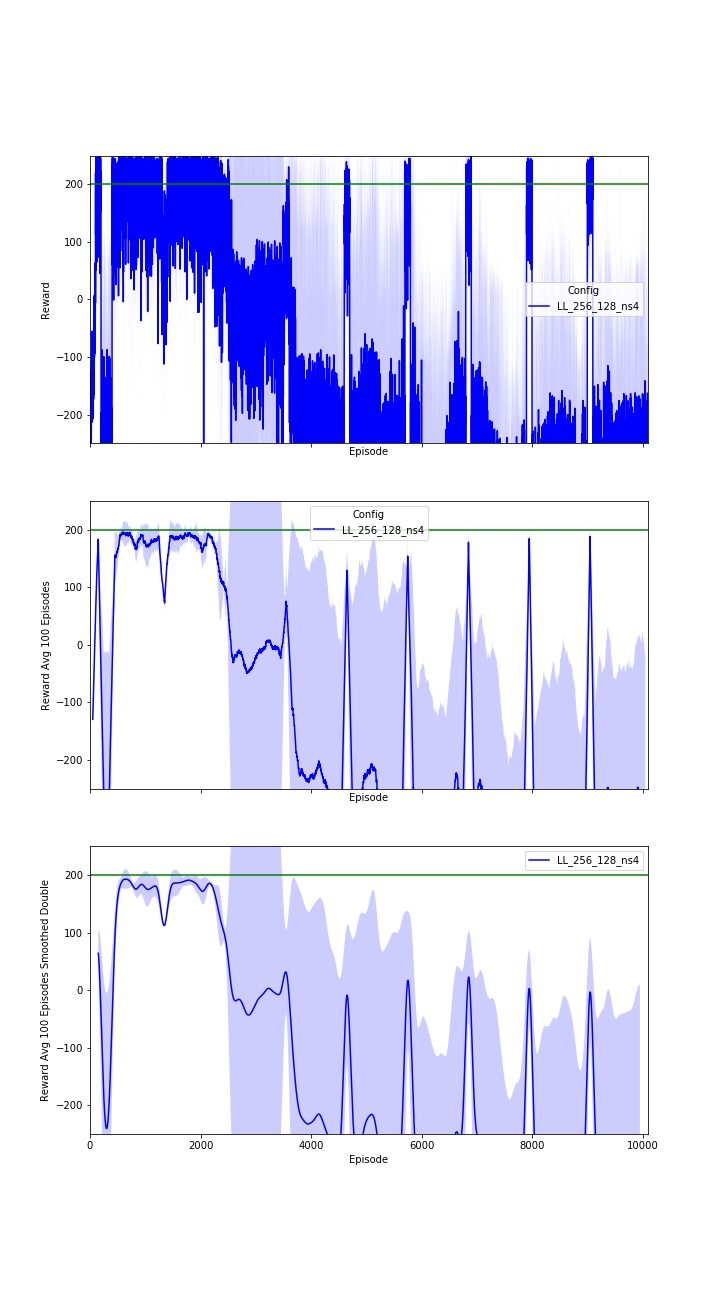 200
100
0
−100
−200
Reward
Config
LL_256_128_ns4
Episode
200
100
0
−100
−200
Reward Avg 100 Episodes
Config
LL_256_128_ns4
Episode
200
100
0
−100
−200
Reward Avg 100 Episodes Smoothed Double
LL_256_128_ns4
0 2000 4000 6000 8000 10000
Episode